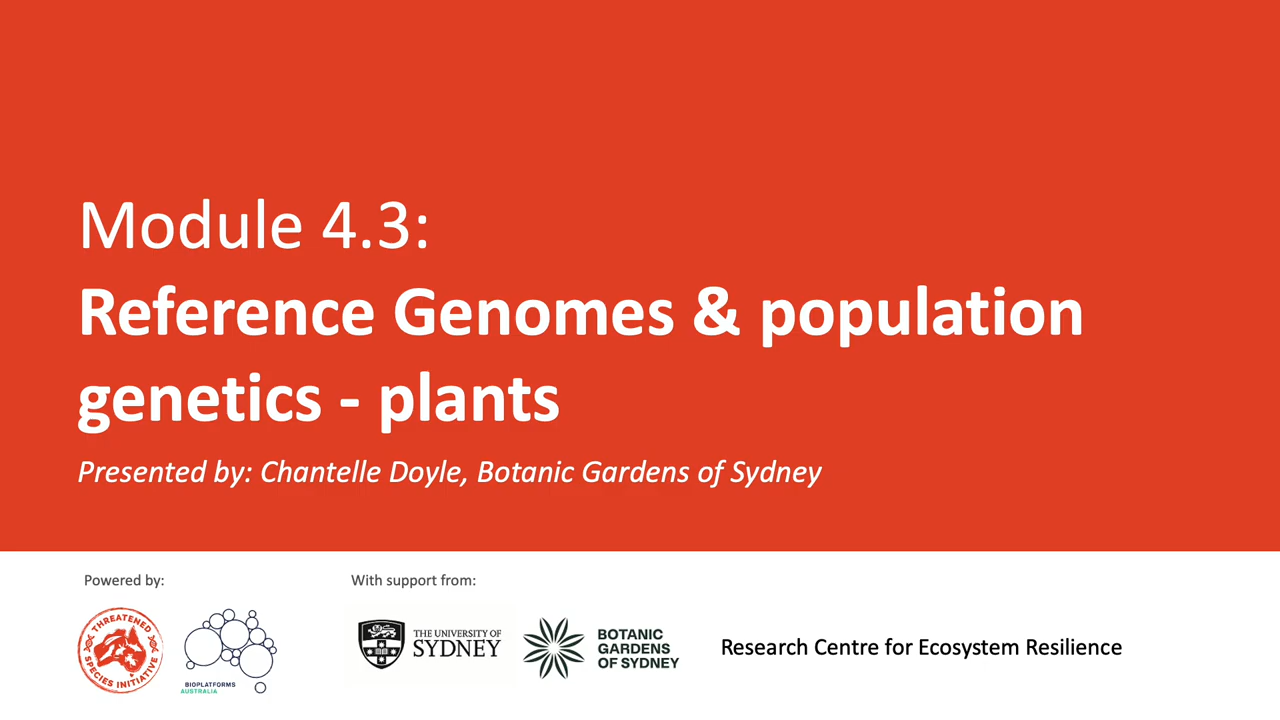 Module 4.3:
Reference Genomes & population
genetics - plants
Presented by: Chantelle Doyle, Botanic Gardens of Sydney
Powered by:
With support from:
THREATENED
SPECIES INITIATIVE
BIOPLATFORMS
AUSTRALIA
THE UNIVERSITY OF
SYDNEY
BOTANIC
GARDENS
OF SYDNEY
Research Centre for Ecosystem Resilience